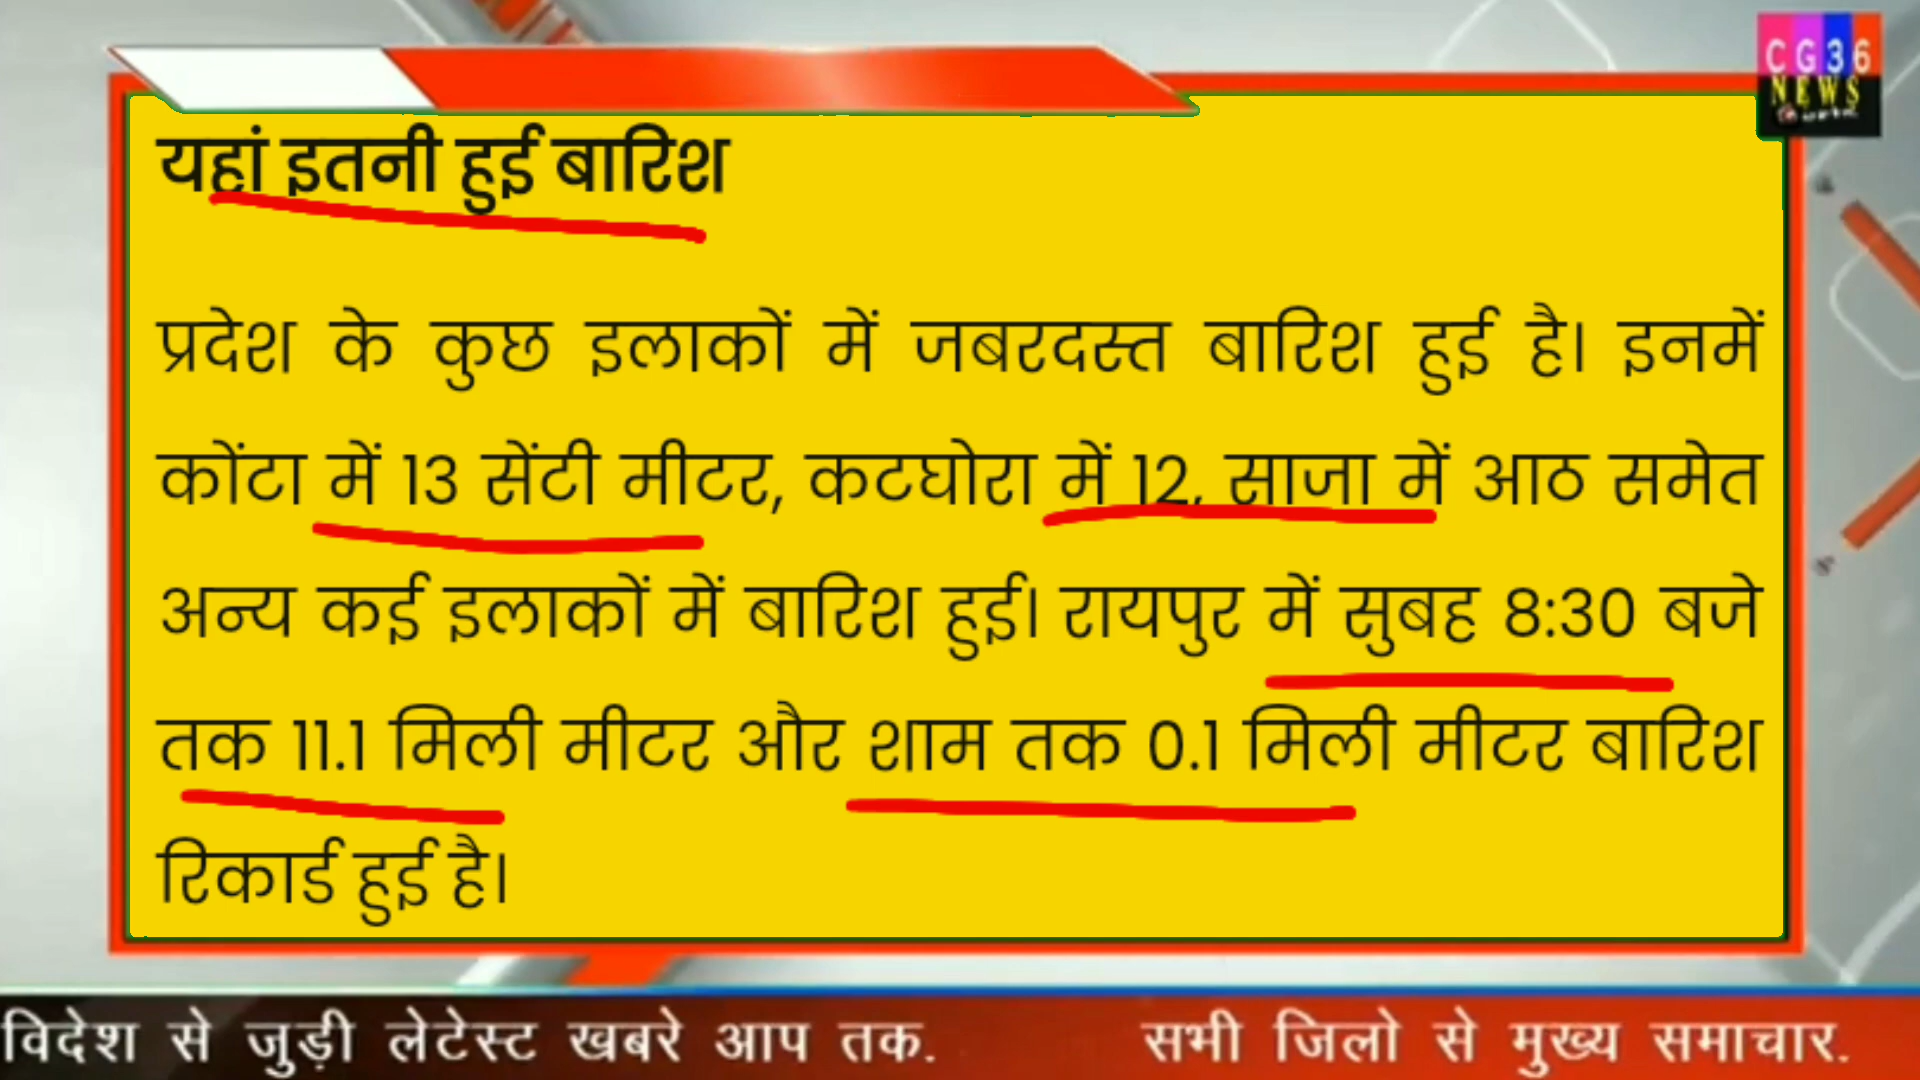 CG36
NEWS
यहां इतनी हुई बारिश
प्रदेश के कुछ इलाकों में जबरदस्त बारिश हुई है। इनमें
कोंटा में 13 सेंटी मीटर, कटघोरा में 12, साजा में आठ समेत
अन्य कई इलाकों में बारिश हुई। रायपुर में सुबह 8:30 बजे
तक 11.1 मिली मीटर और शाम तक 0.1 मिली मीटर बारिश
रिकार्ड हुई है।
विदेश से जुड़ी लेटेस्ट खबरे आप तक. सभी जिलो से मुख्य समाचार.